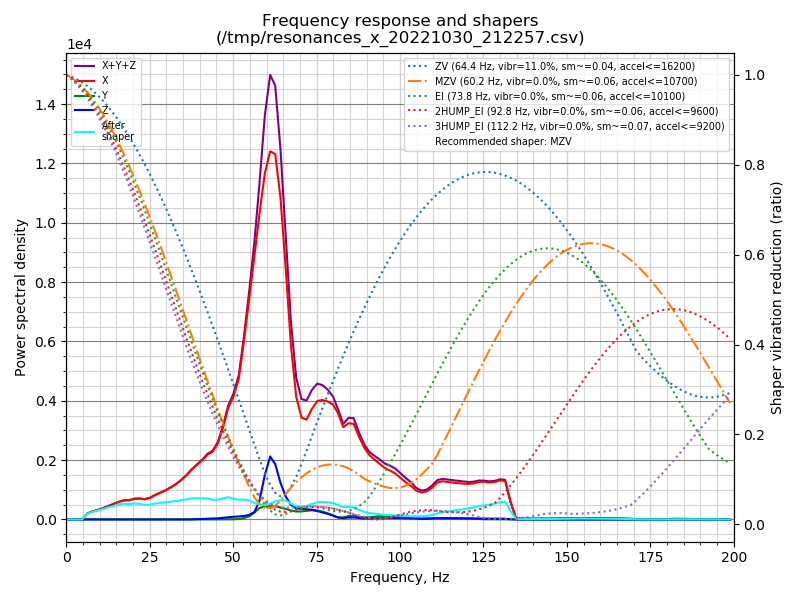 Frequency response and shapers
(/tmp/resonances_x_20221030_212257.csv)
1e4
X+Y+Z
X
Y
Z
After
shaper
ZV (64.4 Hz, vibr=11.0%, sm~=0.04, accel<=16200)
MZV (60.2 Hz, vibr=0.0%, sm~=0.06, accel<=10700)
EI (73.8 Hz, vibr=0.0%, sm~=0.06, accel<=10100)
2HUMP_EI (92.8 Hz, vibr=0.0%, sm~=0.06, accel<=9600)
3HUMP_EI (112.2 Hz, vibr=0.0%, sm~=0.07, accel<=9200)
Recommended shaper: MZV
Power spectral density
1.4
1.2
1.0
0.8
0.6
0.4
0.2
0.0
1.0
0.8
0.6
0.4
0.2
0.0
Shaper vibration reduction (ratio)
0 25 50 75 100 125 150 175 200
Frequency, Hz